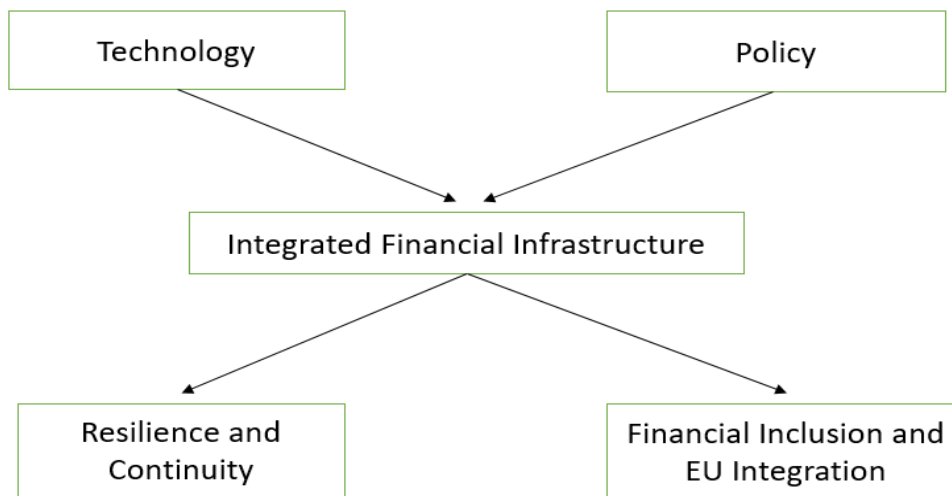 Technology
Policy
Integrated Financial Infrastructure
Resilience and
Continuity
Financial Inclusion and
EU Integration